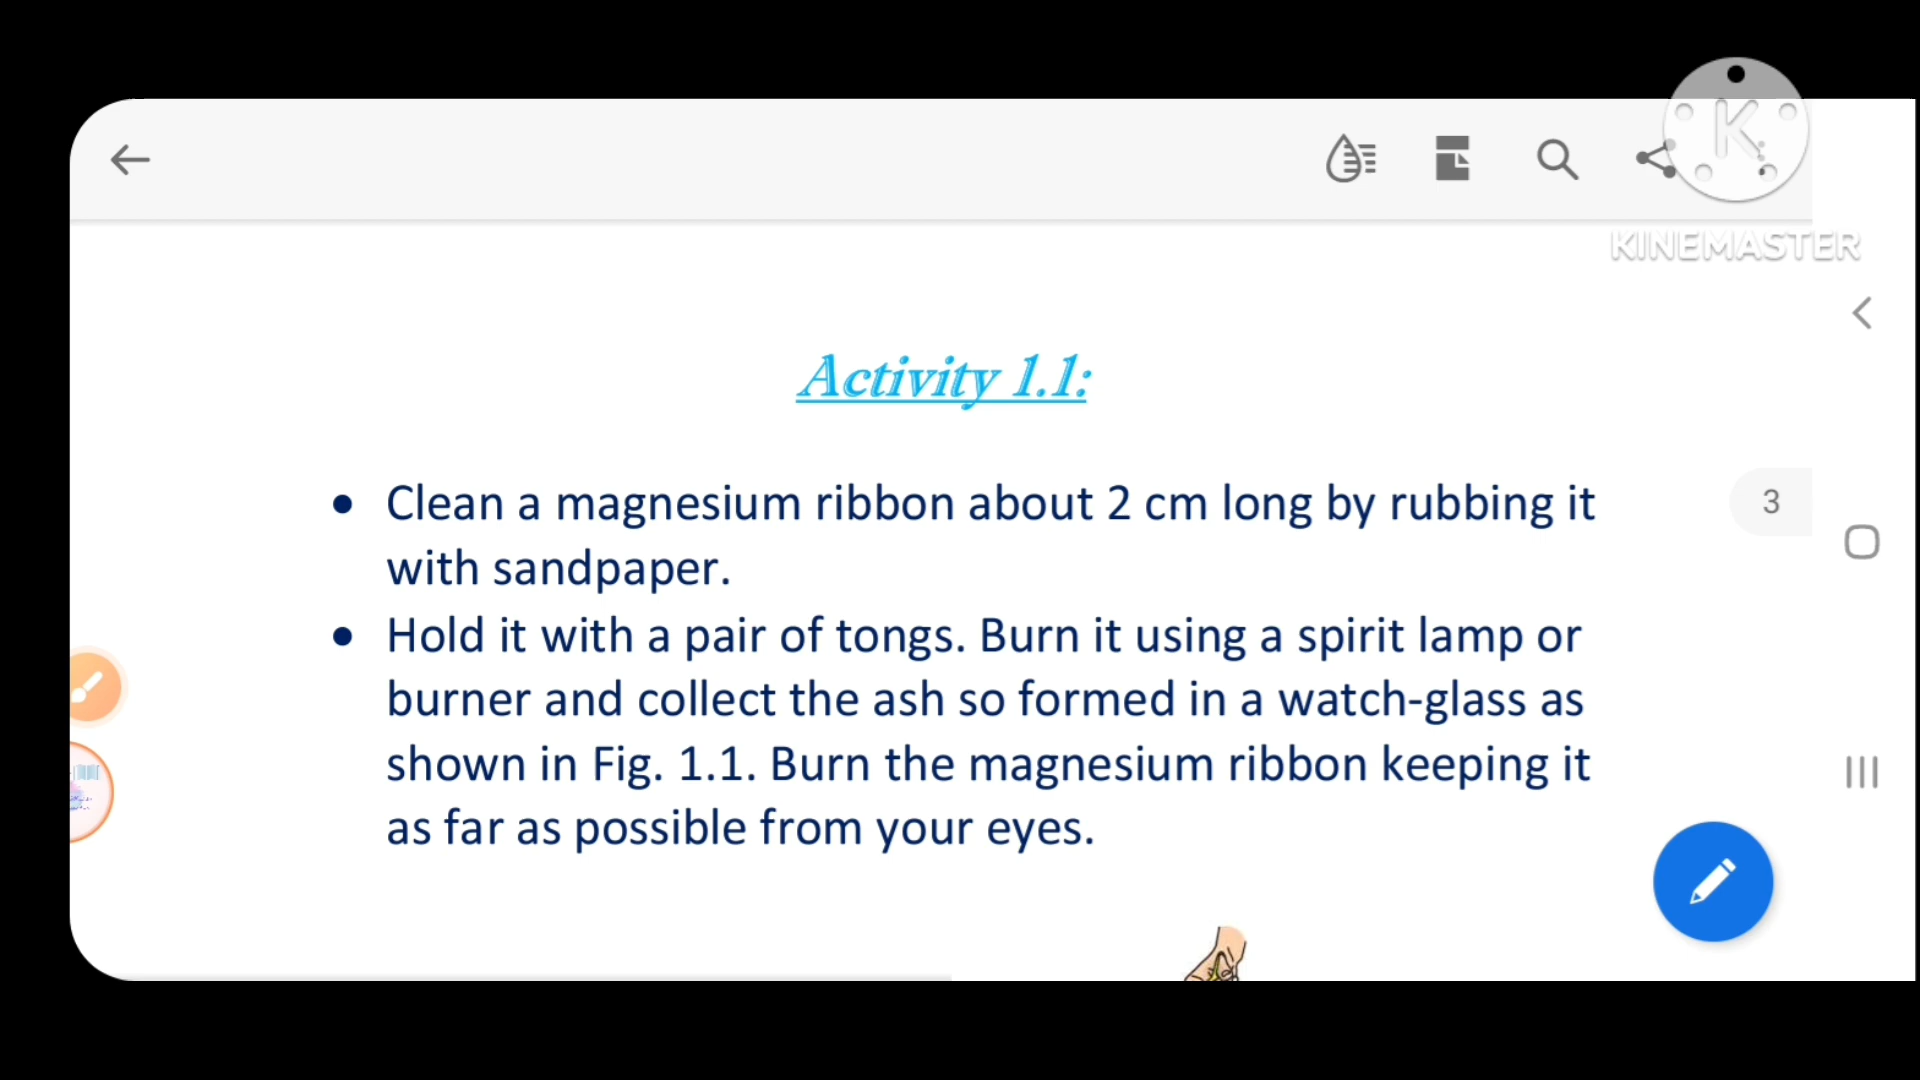 K
KINEMASTER
Activity 1.1:
• Clean a magnesium ribbon about 2 cm long by rubbing it
with sandpaper.
3
• Hold it with a pair of tongs. Burn it using a spirit lamp or
burner and collect the ash so formed in a watch-glass as
shown in Fig. 1.1. Burn the magnesium ribbon keeping it
as far as possible from your eyes.